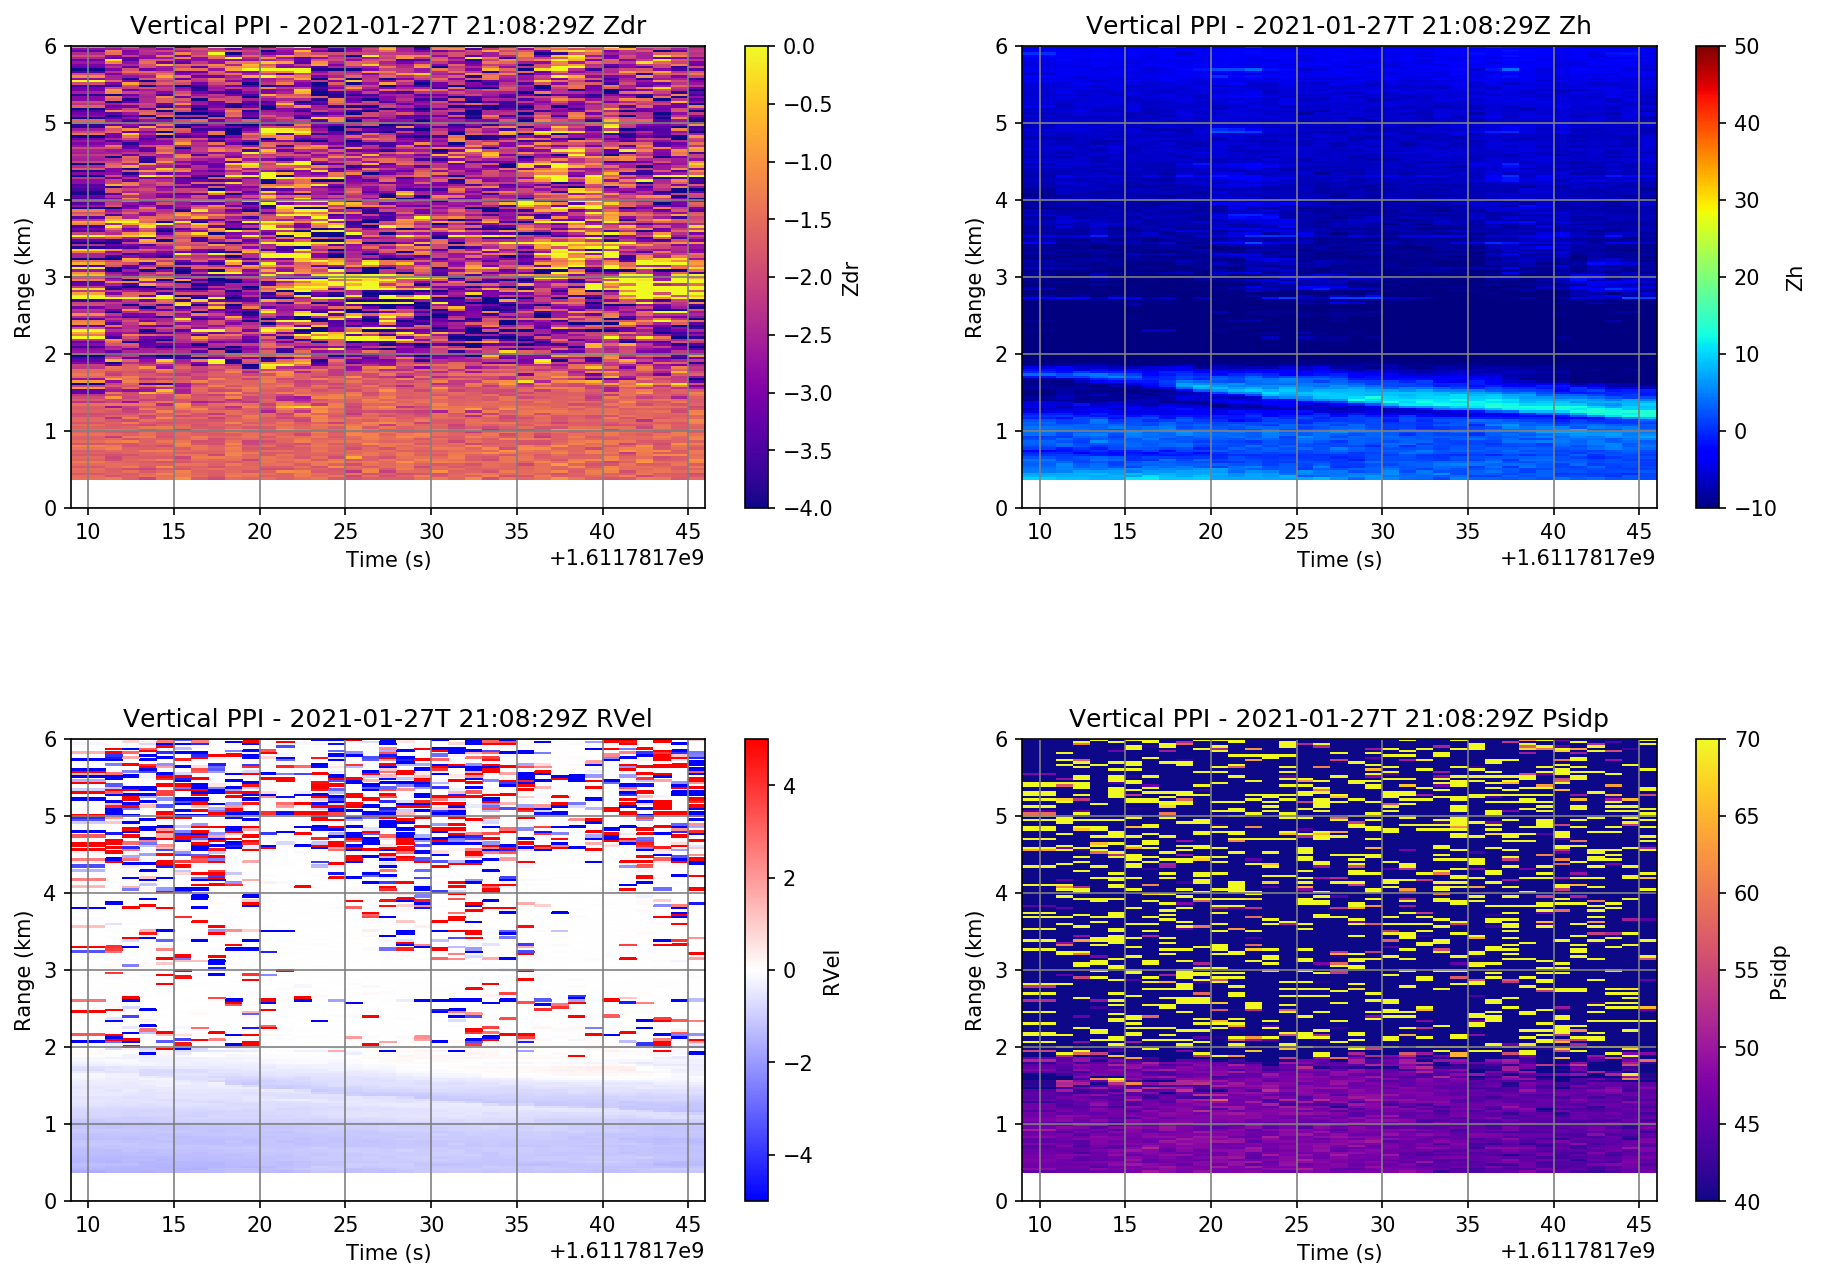 Vertical PPI - 2021-01-27T 21:08:29Z Zdr
6
5
4
3
2
1
0
Range (km)
10 15 20 25 30 35 40 45
Time (s)
+1.6117817e9
0.0
−0.5
−1.0
−1.5
−2.0
−2.5
−3.0
−3.5
−4.0
Zdr
Vertical PPI - 2021-01-27T 21:08:29Z Zh
6
5
4
3
2
1
0
Range (km)
10 15 20 25 30 35 40 45
Time (s)
+1.6117817e9
50
40
30
20
10
0
−10
Zh
Vertical PPI - 2021-01-27T 21:08:29Z RVel
6
5
4
3
2
1
0
Range (km)
10 15 20 25 30 35 40 45
Time (s)
+1.6117817e9
4
2
0
−2
−4
RVel
Vertical PPI - 2021-01-27T 21:08:29Z Psidp
6
5
4
3
2
1
0
Range (km)
10 15 20 25 30 35 40 45
Time (s)
+1.6117817e9
70
65
60
55
50
45
40
Psidp